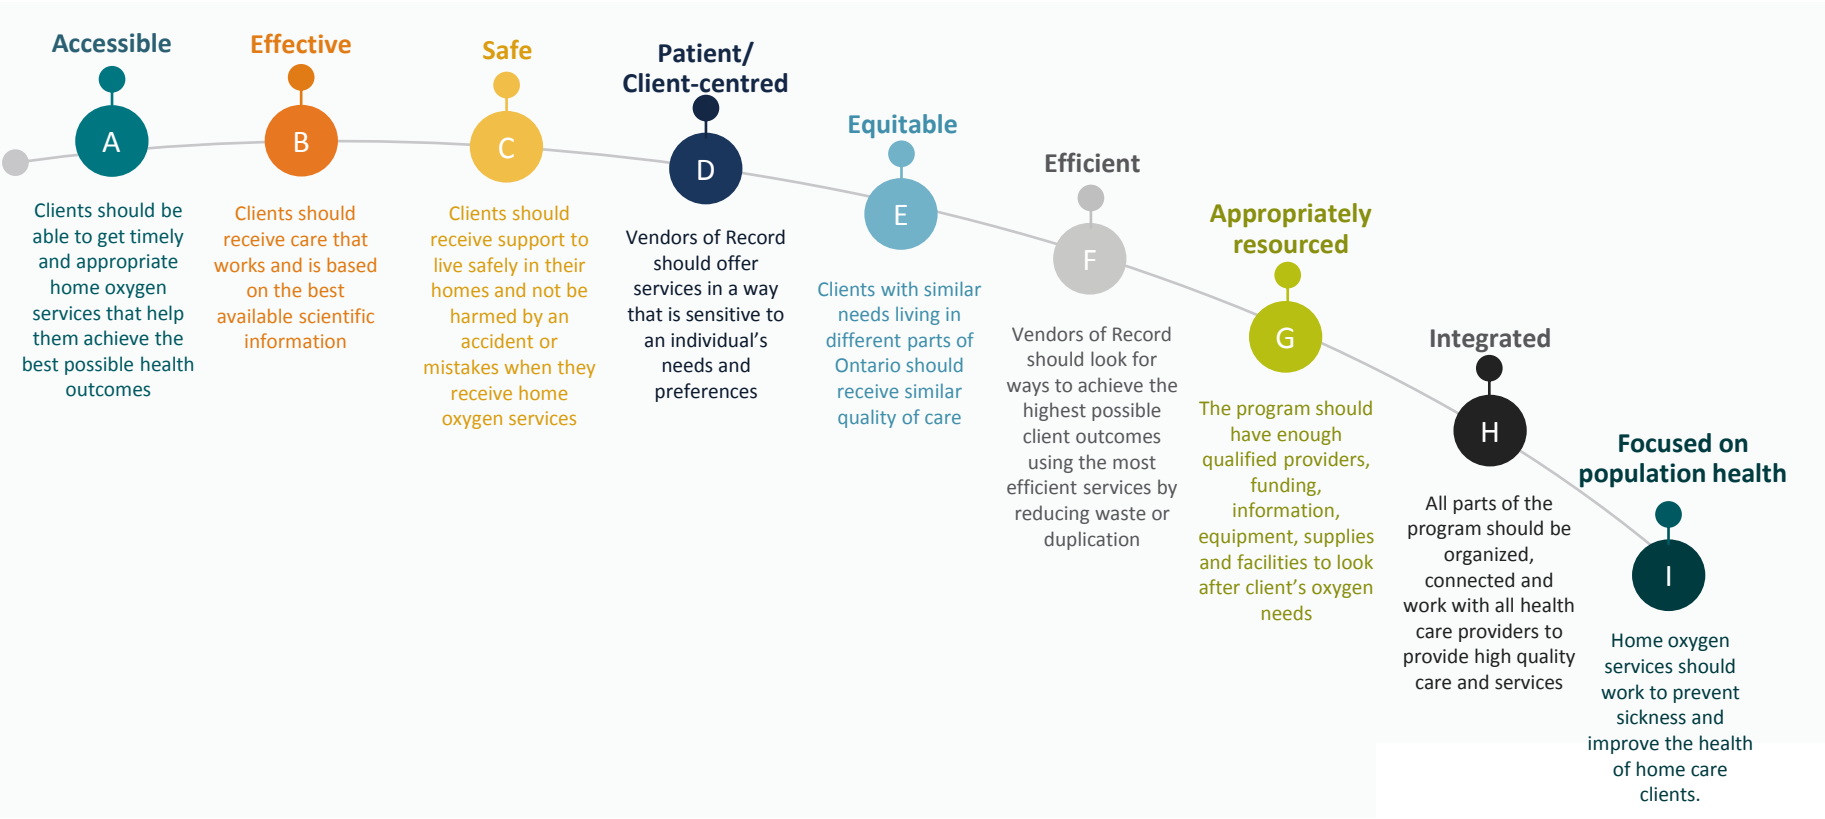 Accessible
A
Clients should be
able to get timely
and appropriate
home oxygen
services that help
them achieve the
best possible health
outcomes
Effective
B
Clients should
receive care that
works and is based
on the best
available scientific
information
Safe
C
Clients should
receive support to
live safely in their
homes and not be
harmed by an
accident or
mistakes when they
receive home
oxygen services
Patient/
Client-centred
D
Vendors of Record
should offer
services in a way
that is sensitive to
an individual’s
needs and
preferences
Equitable
E
Clients with similar
needs living in
different parts of
Ontario should
receive similar
quality of care
Efficient
F
Vendors of Record
should look for
ways to achieve the
highest possible
client outcomes
using the most
efficient services by
reducing waste or
duplication
Appropriately
resourced
G
The program should
have enough
qualified providers,
funding,
information,
equipment, supplies
and facilities to look
after client’s oxygen
needs
Integrated
H
All parts of the
program should be
organized,
connected and
work with all health
care providers to
provide high quality
care and services
Focused on
population health
I
Home oxygen
services should
work to prevent
sickness and
improve the health
of home care
clients.